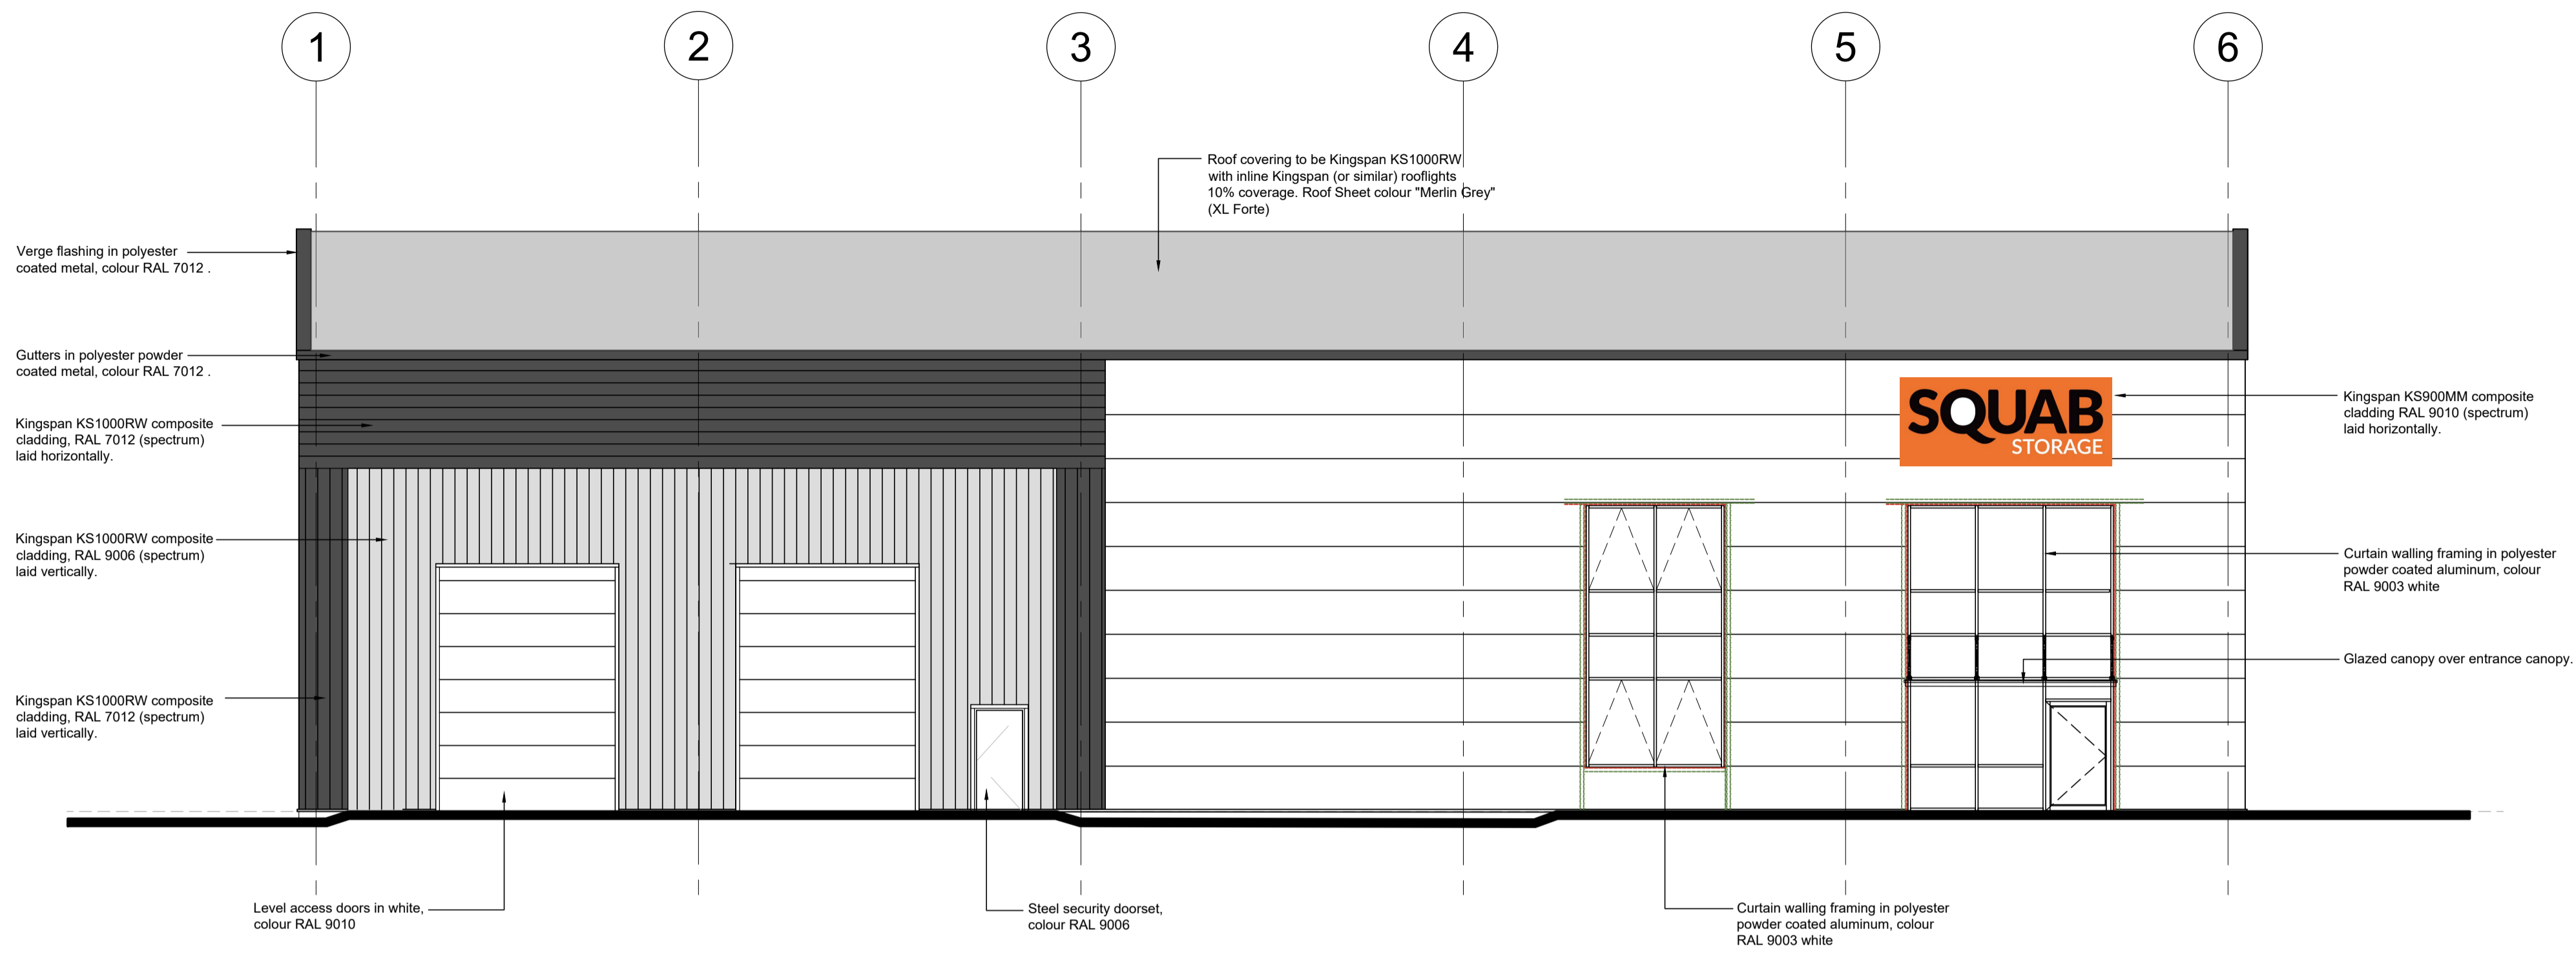 1 2 3 4 5 6
Roof covering to be Kingspan KS1000RW
with inline Kingspan (or similar) rooflights
10% coverage. Roof Sheet colour "Merlin Grey"
(XL Forte)
Verge flashing in polyester
coated metal, colour RAL 7012 .
Gutters in polyester powder
coated metal, colour RAL 7012 .
Kingspan KS1000RW composite
cladding, RAL 7012 (spectrum)
laid horizontally.
Kingspan KS1000RW composite
cladding, RAL 9006 (spectrum)
laid vertically.
Kingspan KS1000RW composite
cladding, RAL 7012 (spectrum)
laid vertically.
SQUAB
STORAGE
Kingspan KS900MM composite
cladding RAL 9010 (spectrum)
laid horizontally.
Curtain walling framing in polyester
powder coated aluminum, colour
RAL 9003 white
Glazed canopy over entrance canopy.
Level access doors in white,
colour RAL 9010
Steel security doorset,
colour RAL 9006
Curtain walling framing in polyester
powder coated aluminum, colour
RAL 9003 white